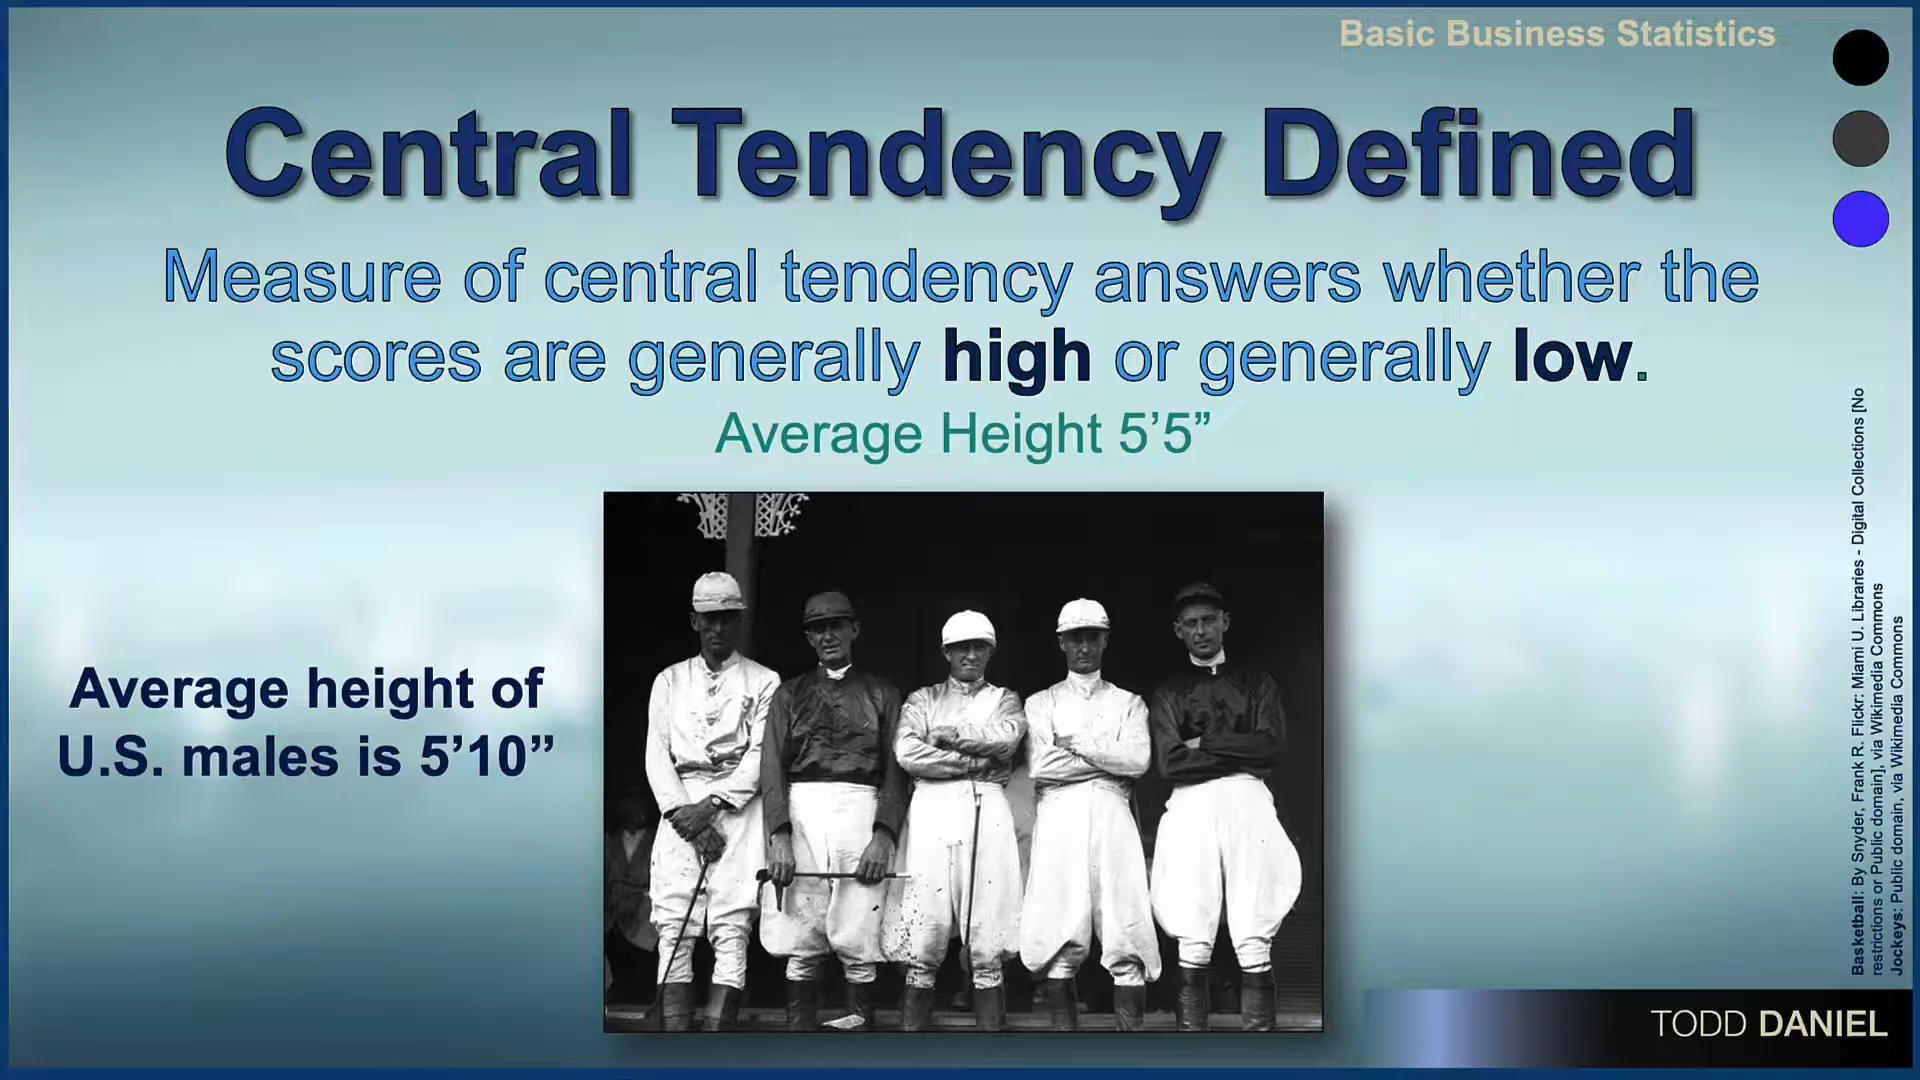 Basic Business Statistics
Central Tendency Defined
Measure of central tendency answers whether the
scores are generally high or generally low.
Average Height 5’5”
Average height of
U.S. males is 5’10”
Basketball: By Snyder, Frank R. Flickr: Miami U. Libraries - Digital Collections [No
restrictions or Public domain], via Wikimedia Commons
Jockeys: Public domain, via Wikimedia Commons
TODD DANIEL